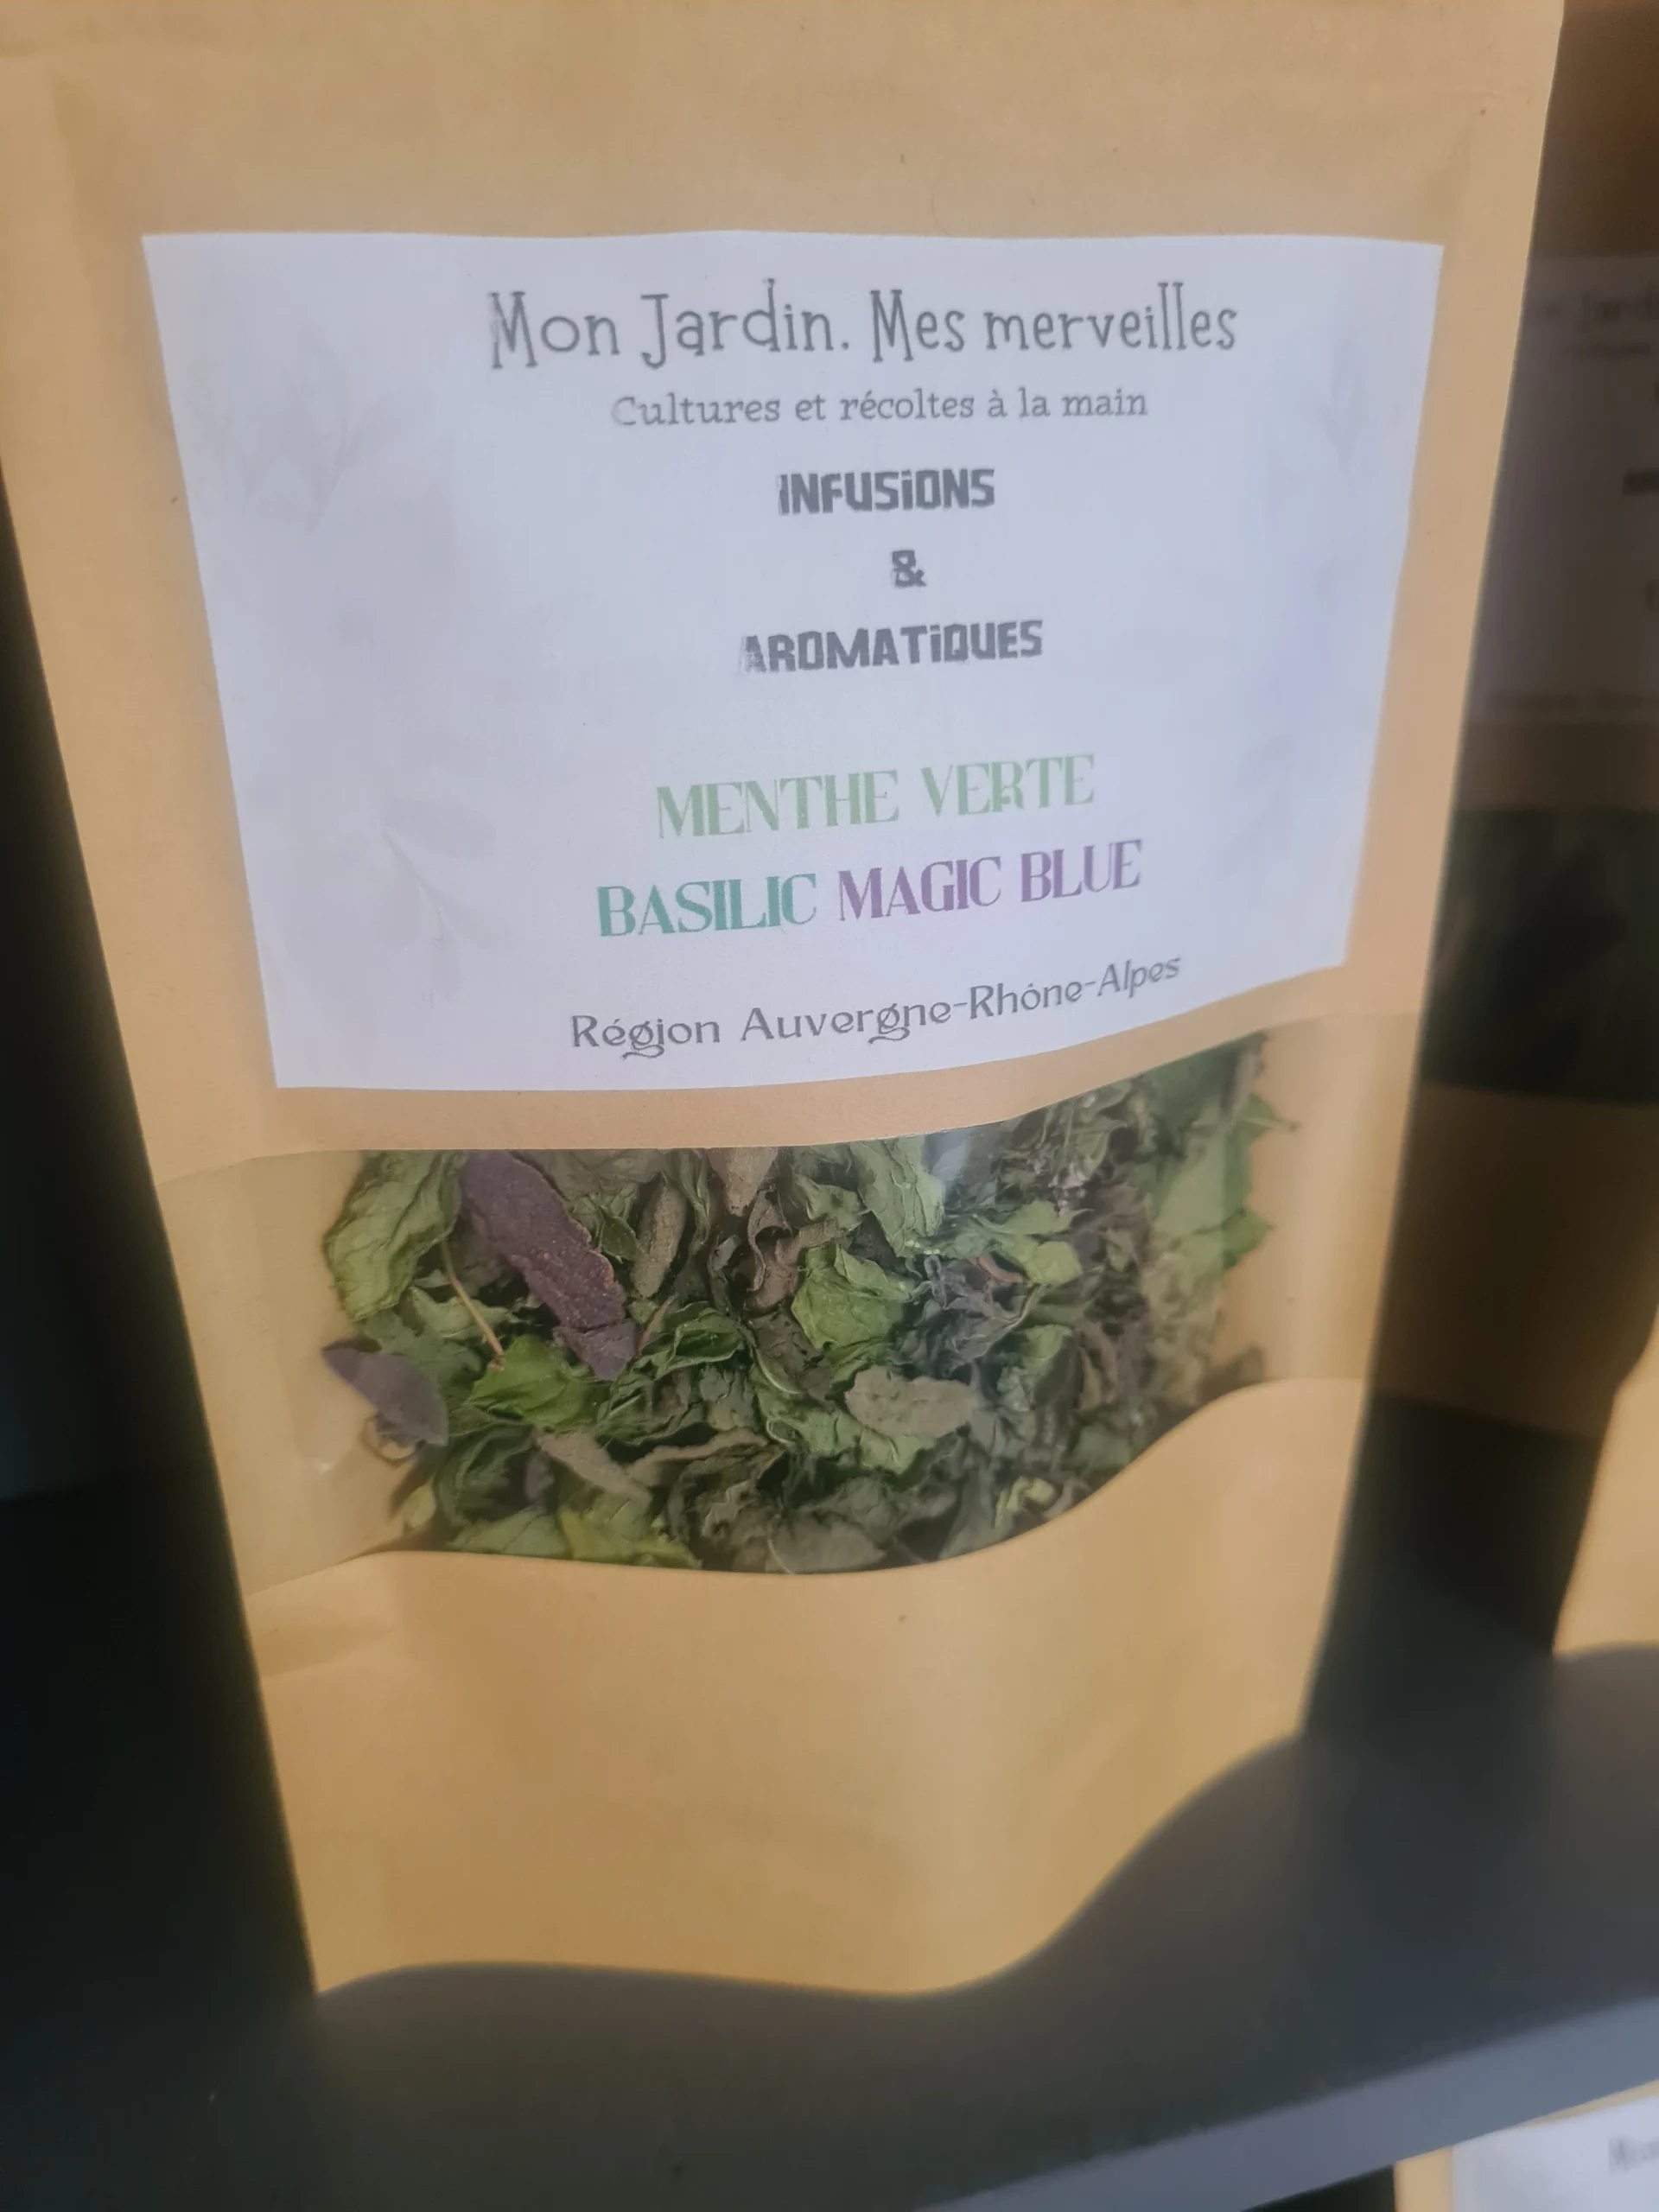 Mon Jardin. Mes merveilles
Cultures et récoltes à la main
INFUSIONS
&
AROMATIQUES
MENTHE VERTE
BASILIC MAGIC BLUE
Région Auvergne-Rhône-Alpes